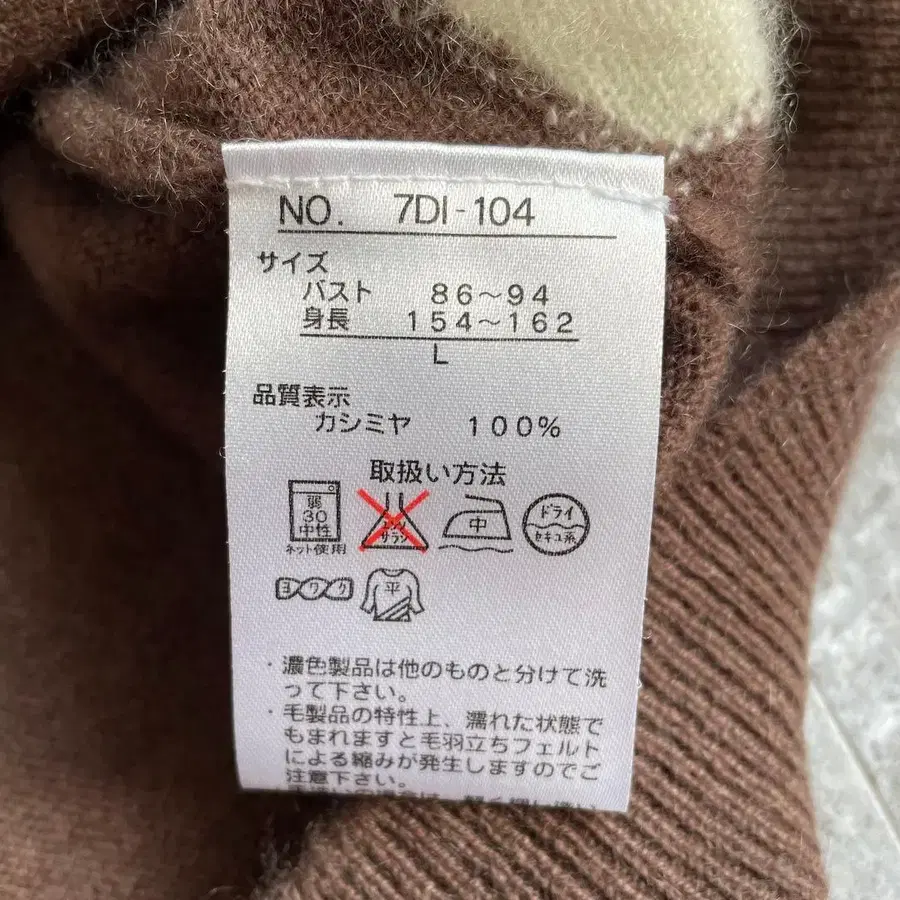 NO. 7DI-104
サイズ
バスト 86～94
身長 154～162
L
品質表示
カシミヤ 100%
取扱い方法
弱
30
中性
ネット使用
エンソ
サラシ
中
ドライ
セキユ系
ヨワク
平
・濃色製品は他のものと分けて洗
って下さい。
・毛製品の特性上、濡れた状態で
もまれますと毛羽立ちフェルト
による縮みが発生しますのでご
注意下さい。